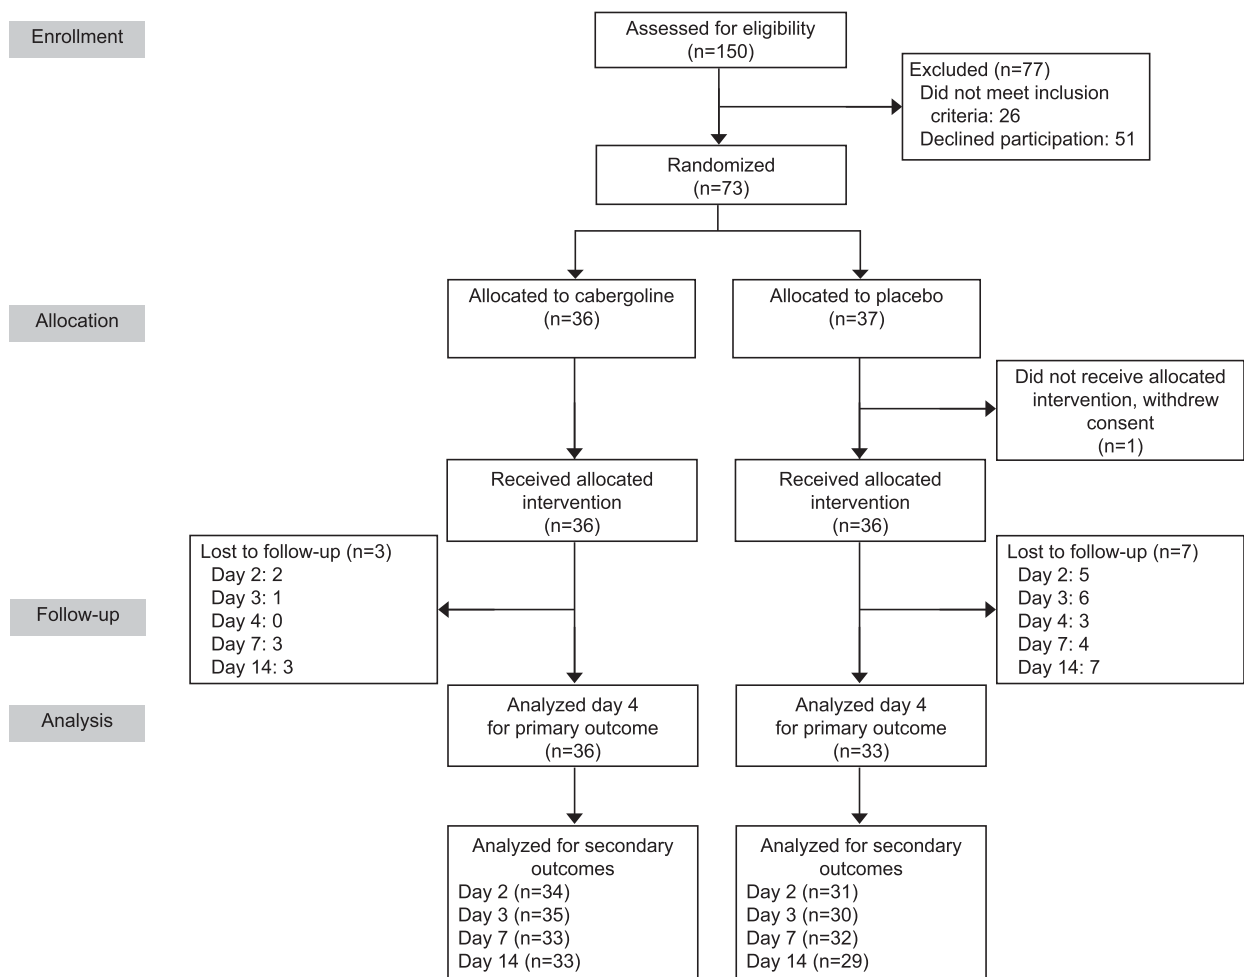 Enrollment
Assessed for eligibility
(n=150)
Excluded (n=77)
Did not meet inclusion
criteria: 26
Declined participation: 51
Randomized
(n=73)
Allocation
Allocated to cabergoline
(n=36)
Allocated to placebo
(n=37)
Did not receive allocated
intervention, withdrew
consent
(n=1)
Received allocated
intervention
(n=36)
Received allocated
intervention
(n=36)
Follow-up
Lost to follow-up (n=3)
Day 2: 2
Day 3: 1
Day 4: 0
Day 7: 3
Day 14: 3
Lost to follow-up (n=7)
Day 2: 5
Day 3: 6
Day 4: 3
Day 7: 4
Day 14: 7
Analysis
Analyzed day 4
for primary outcome
(n=36)
Analyzed day 4
for primary outcome
(n=33)
Analyzed for secondary
outcomes
Day 2 (n=34)
Day 3 (n=35)
Day 7 (n=33)
Day 14 (n=33)
Analyzed for secondary
outcomes
Day 2 (n=31)
Day 3 (n=30)
Day 7 (n=32)
Day 14 (n=29)